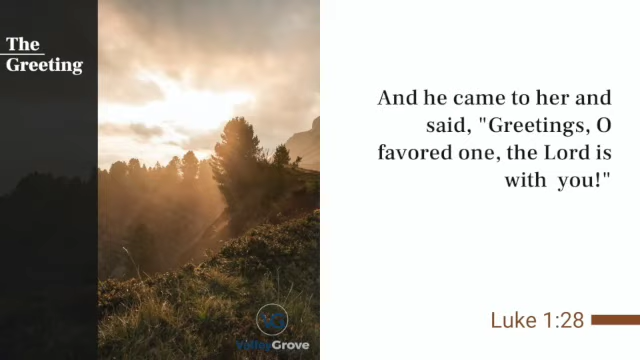 The
Greeting
And he came to her and
said, "Greetings, O
favored one, the Lord is
with you!"
Luke 1:28
ValleyGrove